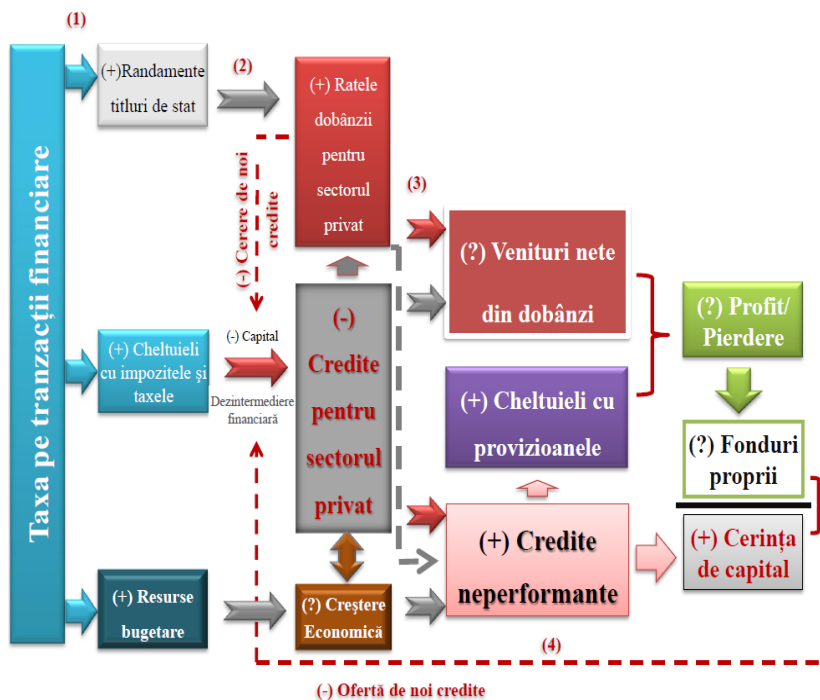 (1)
Taxa pe tranzacții financiare
(+)Randamente
titluri de stat
(2)
(+) Ratele
dobânzii
pentru
sectorul
privat
(-) Cerere de noi
credite
(3)
(?) Venituri nete
din dobânzi
(?) Profit/
Pierdere
(+) Cheltuieli
cu impozitele și
taxele
(-) Capital
Dezintermediere
financiară
(-)
Credite
pentru
sectorul
privat
(+) Cheltuieli cu
provizioanele
(?) Fonduri
proprii
(+) Credite
neperformante
(+) Cerința
de capital
(+) Resurse
bugetare
(?) Creștere
Economică
(4)
(-) Ofertă de noi credite